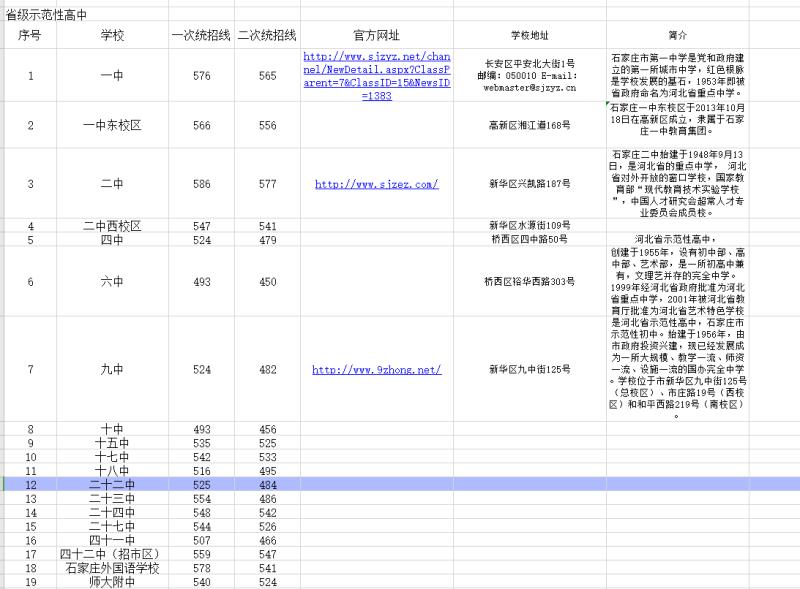 省级示范性高中
序号 学校 一次统招线 二次统招线 官方网址 学校地址 简介
1 一中 576 565
http://www.sjzyz.net/chan
nel/NewDetail.aspx?ClassP
arent=7&ClassID=15&NewsID
=1383
长安区平安北大街1号
邮编：050010 E-mail：
webmaster@sjzyz.cn
石家庄市第一中学是党和政府建
立的第一所城市中学，红色根脉
是学校发展的基石，1953年即被
省政府命名为河北省重点中学。
2 一中东校区 566 556 高新区湘江道168号
石家庄一中东校区于2013年10月
18日在高新区成立，隶属于石家
庄一中教育集团。
3 二中 586 577 http://www.sjzez.com/ 新华区兴凯路187号
石家庄二中抬建于1948年9月13
日，是河北省的重点中学， 河北
省对外开放的窗口学校，国家教
育部“现代教育技术实验学校
”，中国人才研究会超常人才专
业委员会成员校。
4 二中西校区 547 541 新华区水源街109号
5 四中 524 479 桥西区四中路50号 河北省示范性高中，
6 六中 493 450 桥西区裕华西路303号
创建于1955年，设有初中部、高
中部、艺术部，是一所初高中兼
有，文理艺并存的完全中学。
1999年经河北省政府批准为河北
省重点中学，2001年被河北省教
育厅批准为河北省艺术特色学校
7 九中 524 482 http://www.9zhong.net/ 新华区九中街125号
是河北省示范性高中，石家庄市
示范性初中。抬建于1956年，由
市政府投资兴建，现已经发展成
为一所大规模、教学一流、师资
一流、设施一流的国办完全中学
。学校位于市新华区九中街125号
（总校区）、市庄路19号（西校
区）和和平西路219号（南校区）
。
8 十中 493 456
9 十五中 535 525
10 十七中 542 533
11 十八中 516 495
12 二十二中 525 484
13 二十三中 554 486
14 二十四中 548 542
15 二十七中 544 526
16 四十一中 507 466
17 四十二中（招市区） 559 547
18 石家庄外国语学校 578 541
19 师大附中 540 524